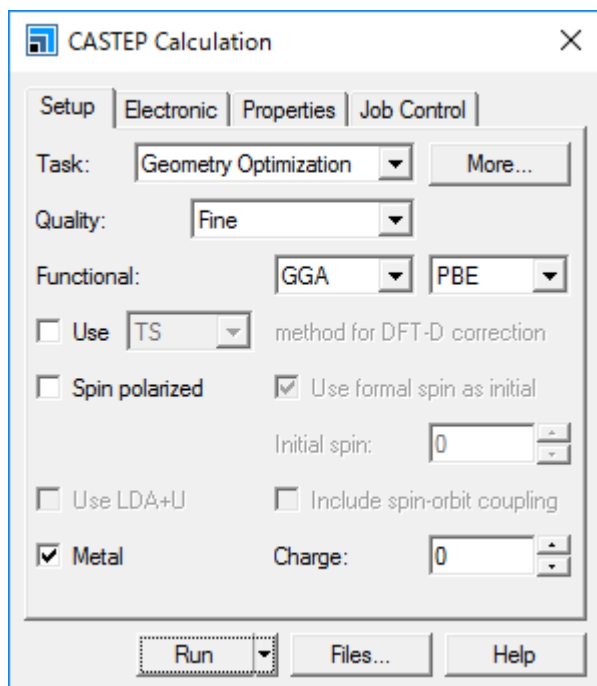 CASTEP Calculation
Setup Electronic Properties Job Control
Task: Geometry Optimization More...
Quality: Fine
Functional: GGA PBE
Use TS method for DFT-D correction
Spin polarized Use formal spin as initial
Initial spin: 0
Use LDA+U Include spin-orbit coupling
Metal Charge: 0
Run Files... Help